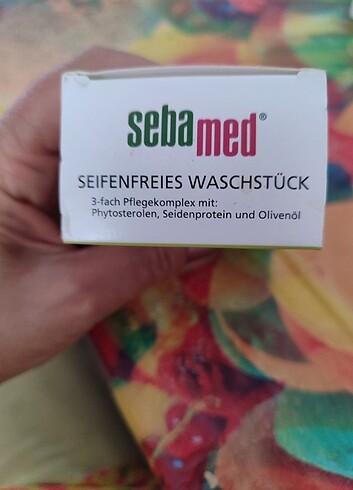 sebamed®
SEIFENFREIES WASCHSTÜCK
3-fach Pflegekomplex mit:
Phytosterolen, Seidenprotein und Olivenöl